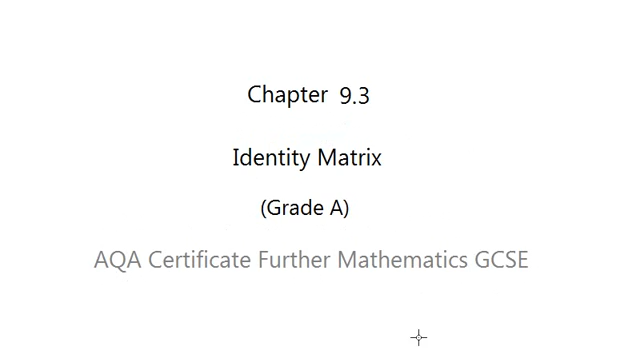 Chapter 9.3
Identity Matrix
(Grade A)
AQA Certificate Further Mathematics GCSE